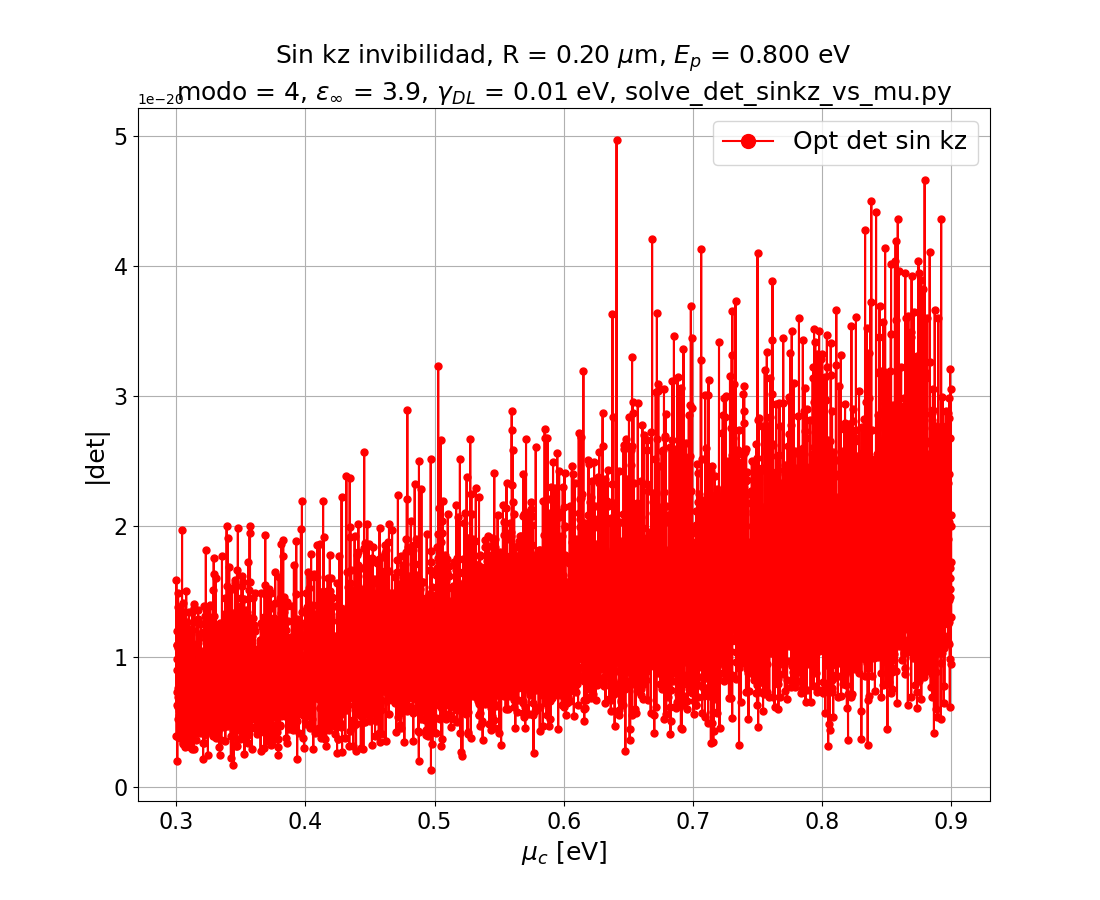 Sin kz invibilidad, R = 0.20 μm, E_p = 0.800 eV
modo = 4, ε_∞ = 3.9, γ_DL = 0.01 eV, solve_det_sinkz_vs_mu.py
1e−20
Opt det sin kz
5
4
3
2
1
0
|det|
0.3 0.4 0.5 0.6 0.7 0.8 0.9
μ_c [eV]